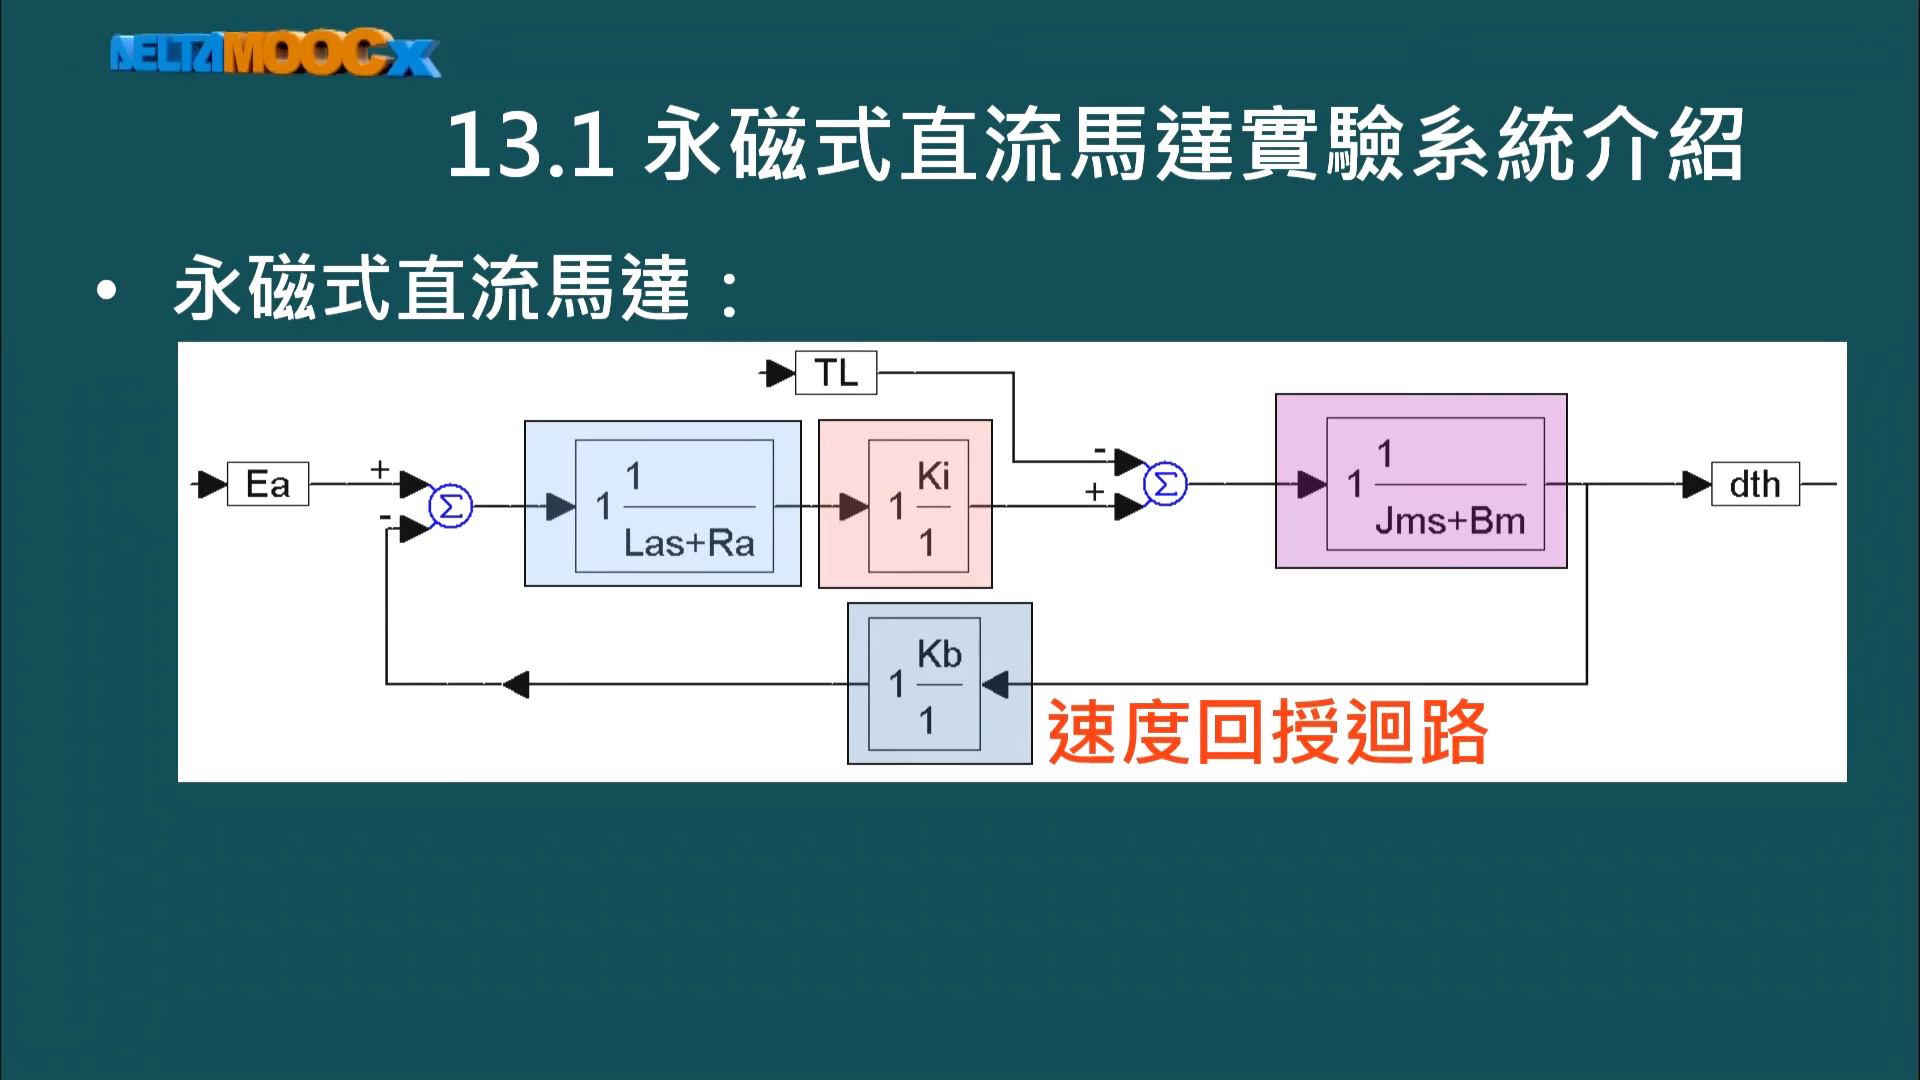 DELTAMOOCx
13.1 永磁式直流馬達實驗系統介紹
• 永磁式直流馬達：
TL
Ea
+
-
Σ
1 1
Las+Ra
1 Ki
1
-
+
Σ
1 1
Jms+Bm
dth
1 Kb
1
速度回授迴路